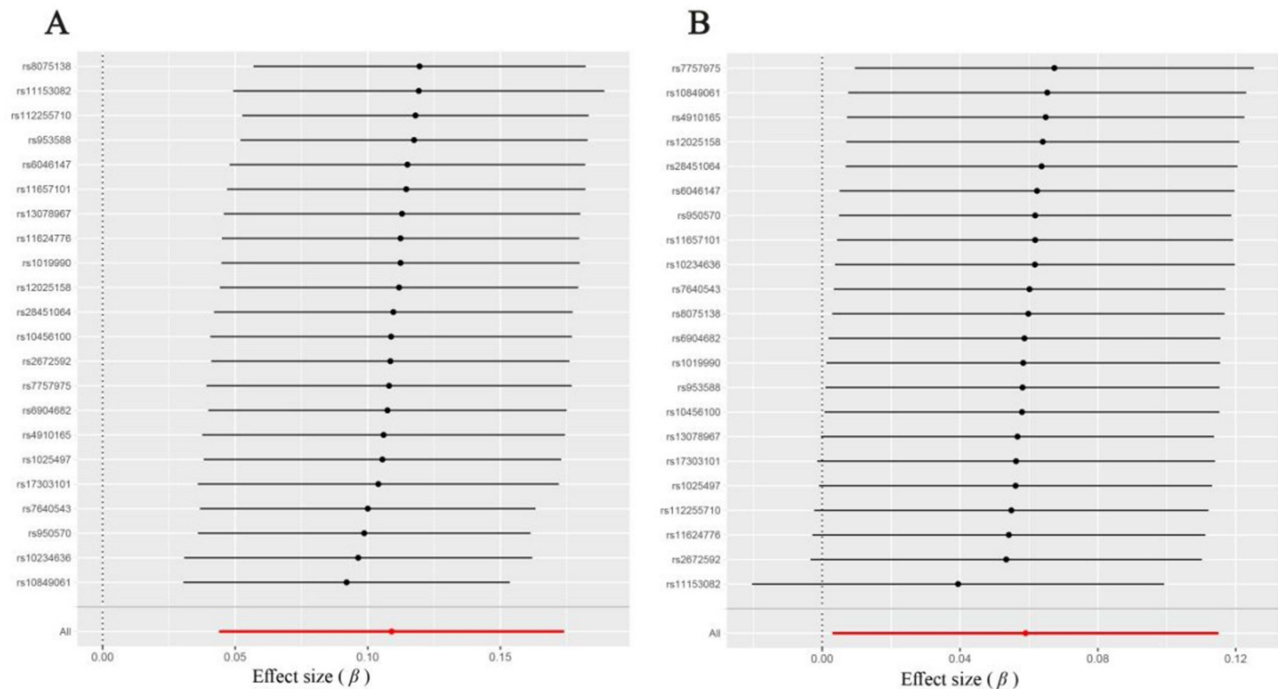 A
rs8075138
rs11153082
rs112255710
rs953588
rs6046147
rs11657101
rs13078967
rs11624776
rs1019990
rs12025158
rs28451064
rs10456100
rs2672592
rs7757975
rs6904682
rs4910165
rs1025497
rs17303101
rs7640543
rs950570
rs10234636
rs10849061
All
0.00 0.05 0.10 0.15
Effect size ( β )
B
rs7757975
rs10849061
rs4910165
rs12025158
rs28451064
rs6046147
rs950570
rs11657101
rs10234636
rs7640543
rs8075138
rs6904682
rs1019990
rs953588
rs10456100
rs13078967
rs17303101
rs1025497
rs112255710
rs11624776
rs2672592
rs11153082
All
0.00 0.04 0.08 0.12
Effect size ( β )